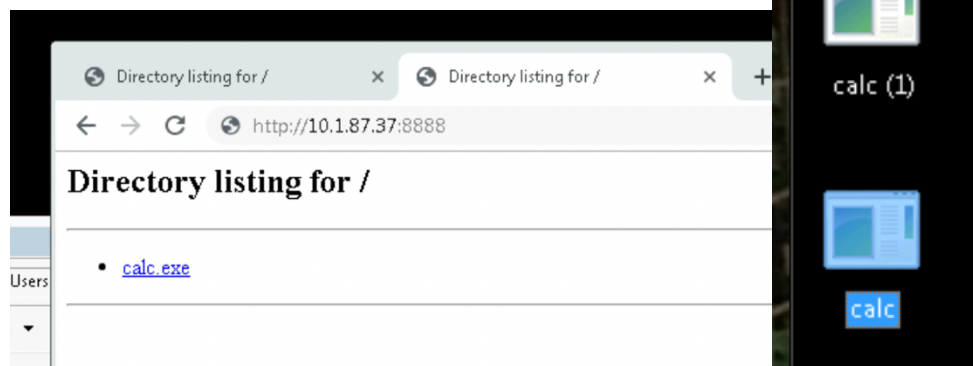 Directory listing for /
Directory listing for /
http://10.1.87.37:8888
Directory listing for /
calc.exe
Users
calc (1)
calc